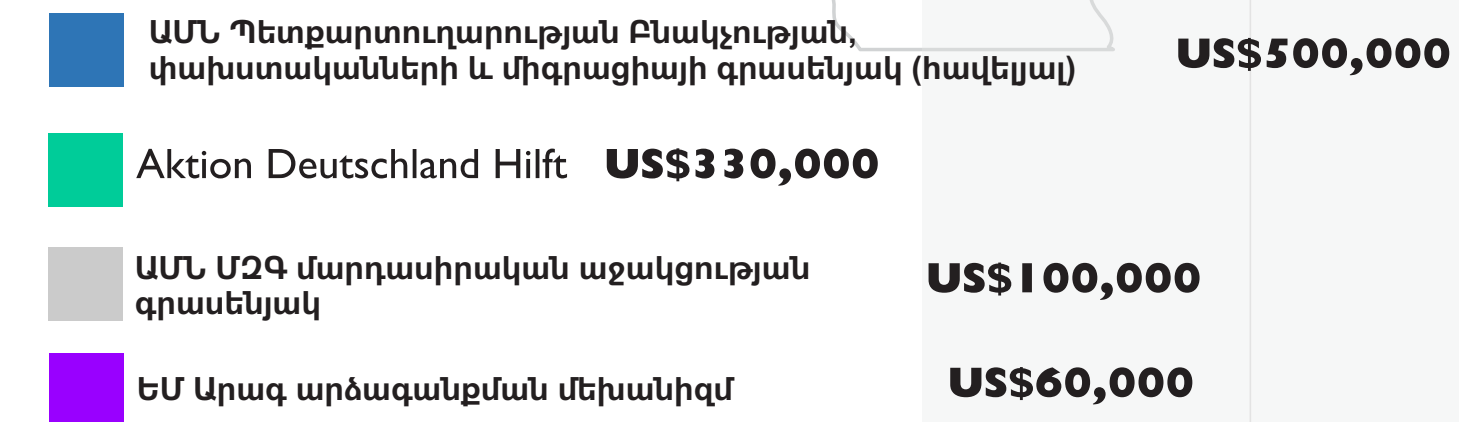 ԱՄՆ Պետքարտուղարության Բնակչության,
փախստականների և միգրացիայի գրասենյակ (հավելյալ) US$500,000
Aktion Deutschland Hilft US$330,000
ԱՄՆ ՄԶԳ մարդասիրական աջակցության
գրասենյակ US$100,000
ԵՄ Արագ արձագանքման մեխանիզմ US$60,000